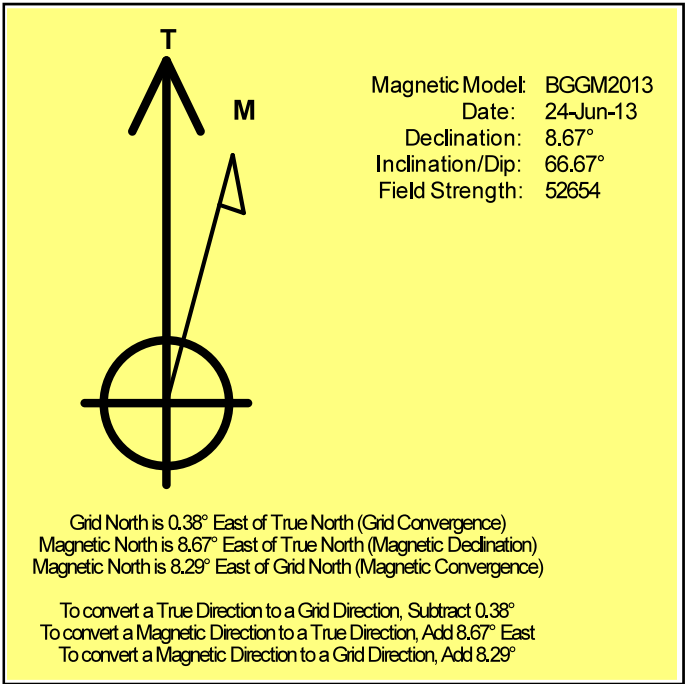 T
M
Magnetic Model: BGGM2013
Date: 24-Jun-13
Declination: 8.67°
Inclination/Dip: 66.67°
Field Strength: 52654
Grid North is 0.38° East of True North (Grid Convergence)
Magnetic North is 8.67° East of True North (Magnetic Declination)
Magnetic North is 8.29° East of Grid North (Magnetic Convergence)
To convert a True Direction to a Grid Direction, Subtract 0.38°
To convert a Magnetic Direction to a True Direction, Add 8.67° East
To convert a Magnetic Direction to a Grid Direction, Add 8.29°